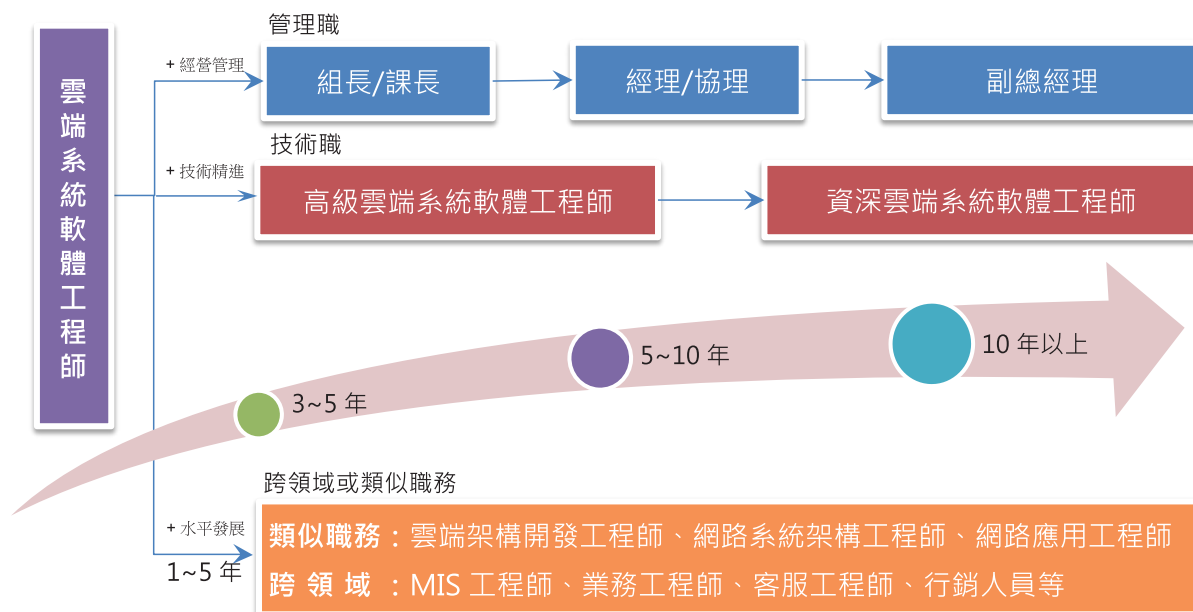 雲端系統軟體工程師
管理職
+ 經營管理
組長/課長
經理/協理
副總經理
技術職
+ 技術精進
高級雲端系統軟體工程師
資深雲端系統軟體工程師
3~5 年
5~10 年
10 年以上
跨領域或類似職務
+ 水平發展
1~5 年
類似職務：雲端架構開發工程師、網路系統架構工程師、網路應用工程師
跨 領 域 ：MIS 工程師、業務工程師、客服工程師、行銷人員等